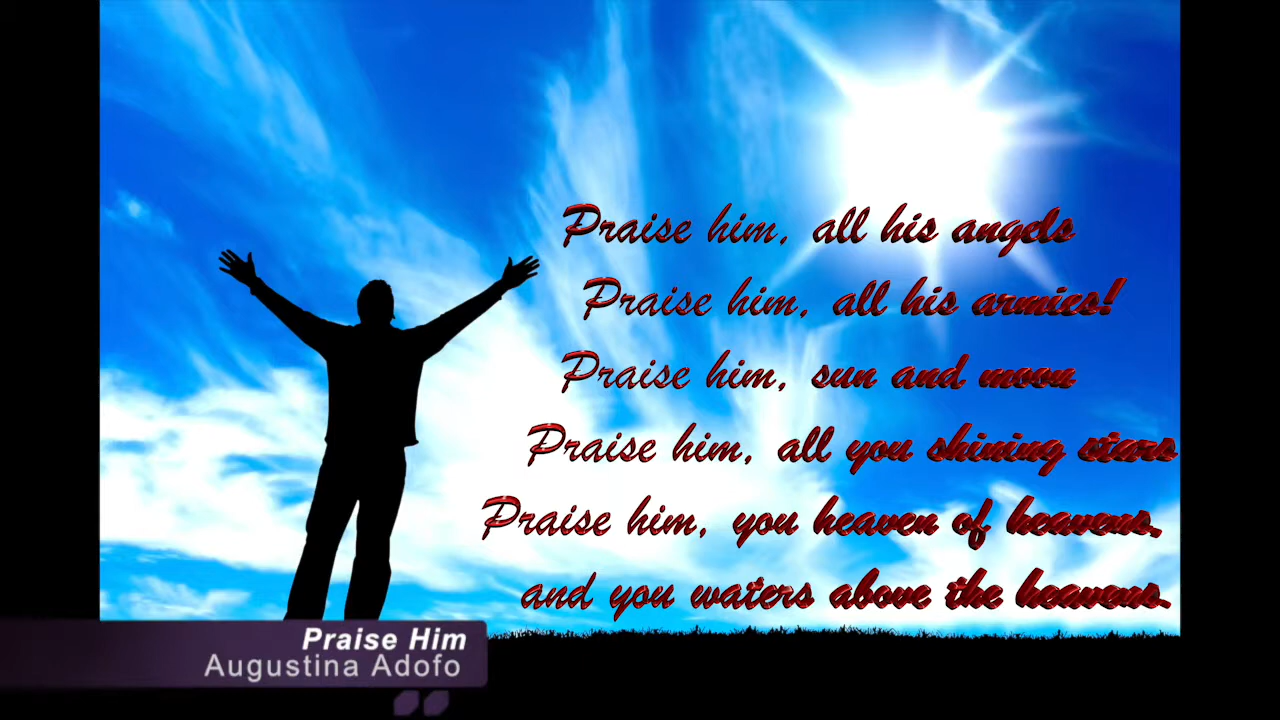 Praise him, all his angels
Praise him, all his armies!
Praise him, sun and moon
Praise him, all you shining stars
Praise him, you heaven of heavens,
and you waters above the heavens.
Praise Him
Augustina Adofo